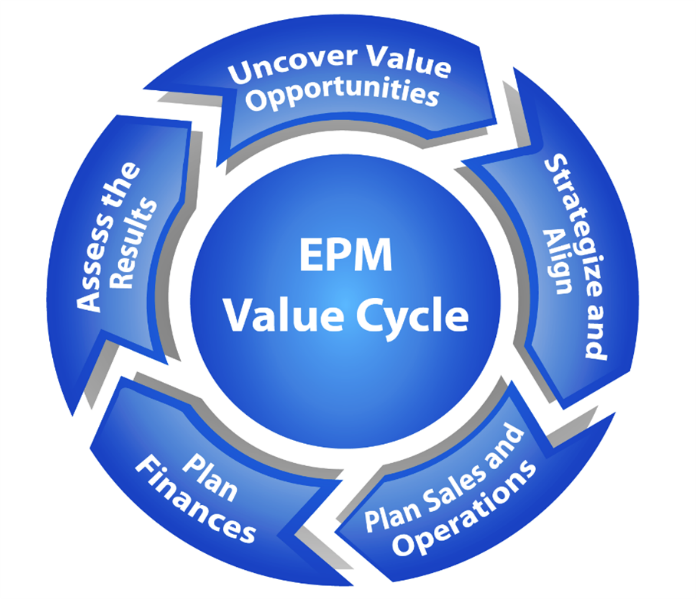 Uncover Value
Opportunities
Strategize and
Align
Plan Sales and
Operations
Plan
Finances
Assess the
Results
EPM
Value Cycle